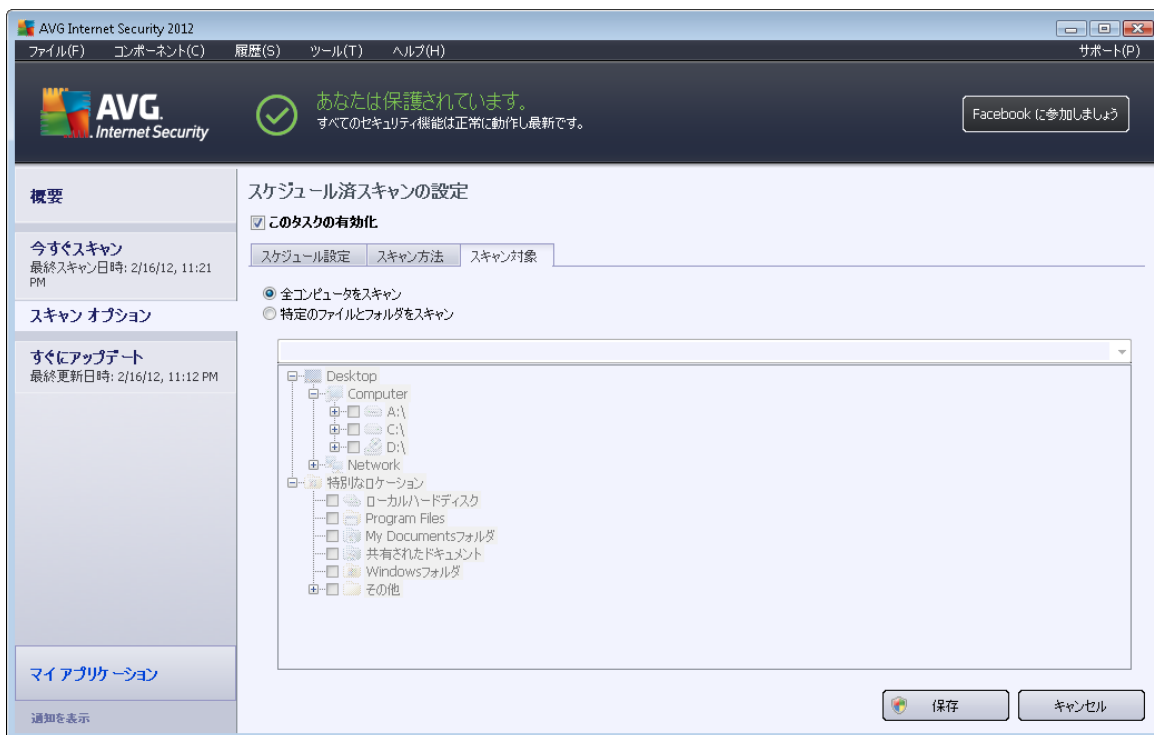 AVG Internet Security 2012
ファイル(F) コンポーネント(C) 履歴(S) ツール(T) ヘルプ(H) サポート(P)
AVG.
Internet Security
あなたは保護されています。
すべてのセキュリティ機能は正常に動作し最新です。
Facebook に参加しましょう
概要
今すぐスキャン
最終スキャン日時: 2/16/12, 11:21
PM
スキャン オプション
すぐにアップデート
最終更新日時: 2/16/12, 11:12 PM
マイ アプリケーション
通知を表示
スケジュール済スキャンの設定
このタスクの有効化
スケジュール設定 スキャン方法 スキャン対象
全コンピュータをスキャン
特定のファイルとフォルダをスキャン
Desktop
Computer
A:\
C:\
D:\
Network
特別なロケーション
ローカルハードディスク
Program Files
My Documentsフォルダ
共有されたドキュメント
Windowsフォルダ
その他
保存 キャンセル